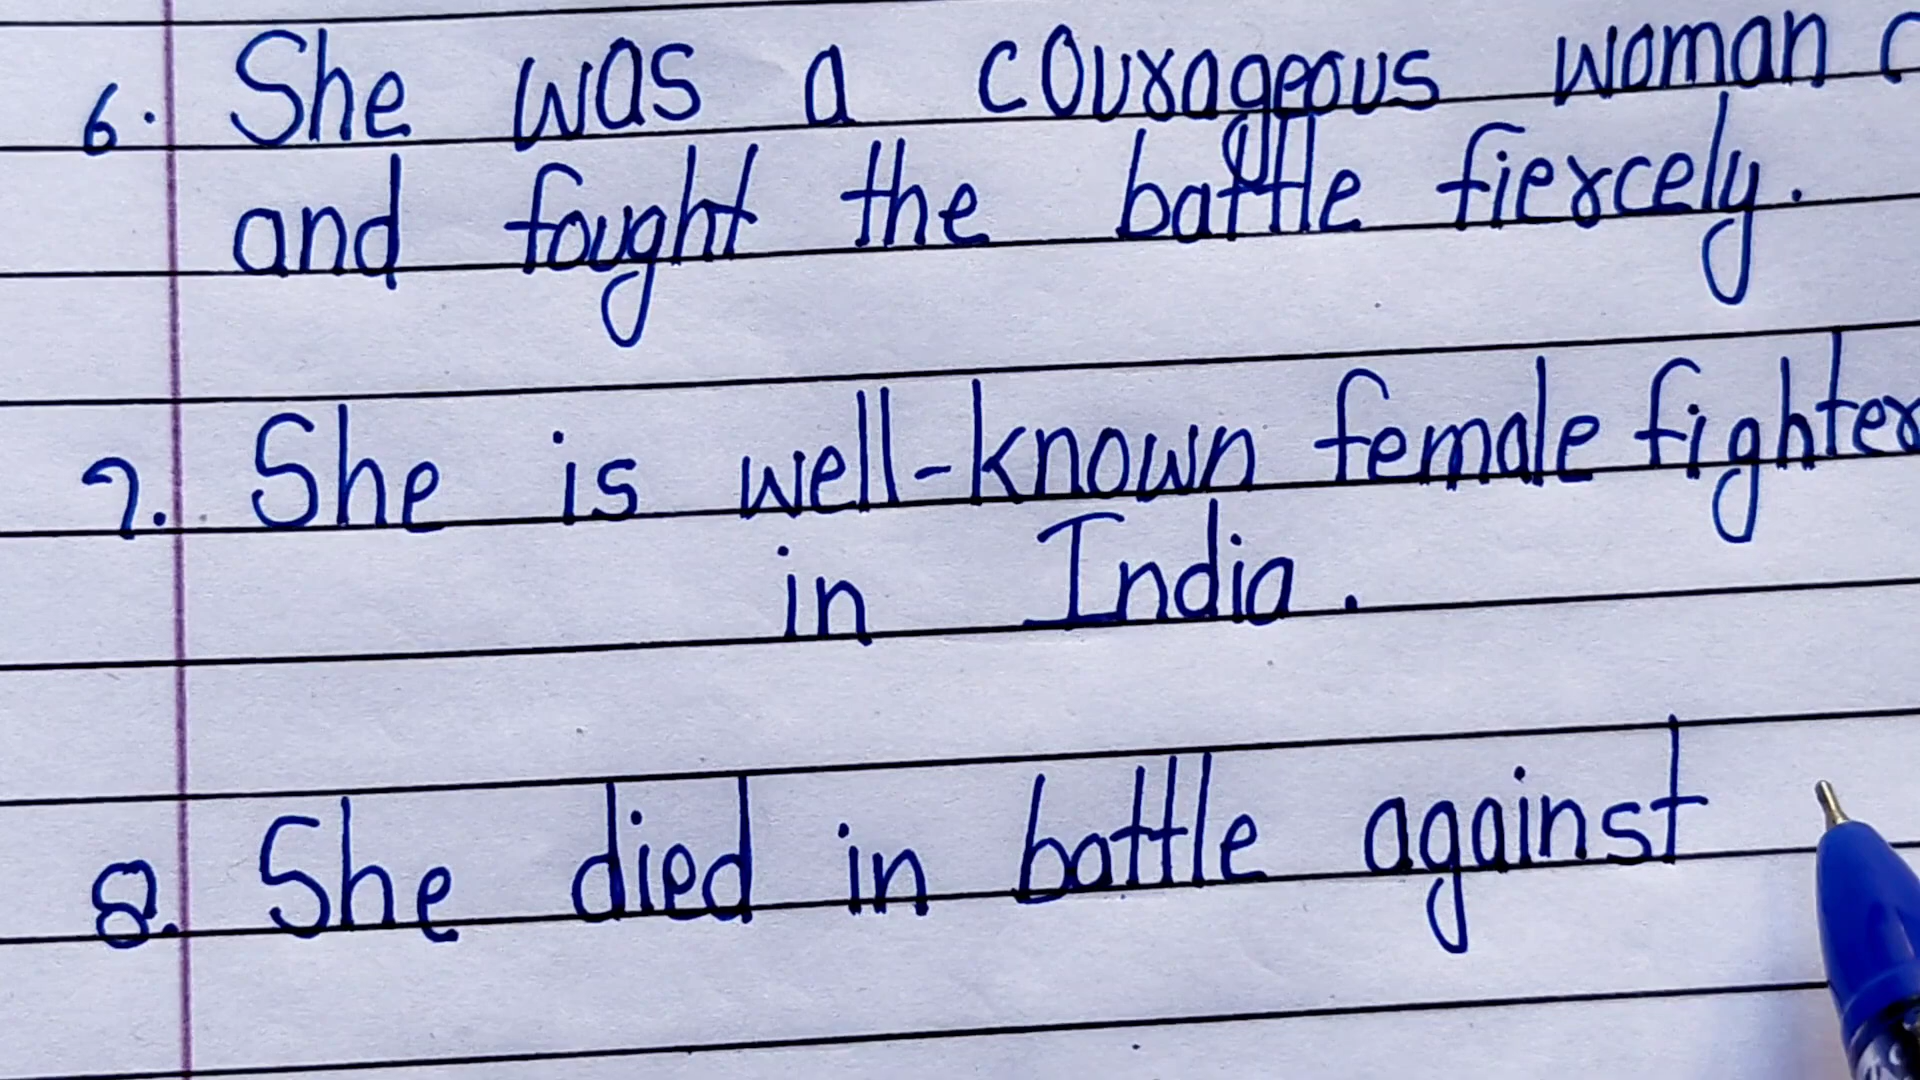 6. She was a courageous woman
and fought the battle fiercely.
7. She is well-known female fighter
in India.
8. She died in battle against